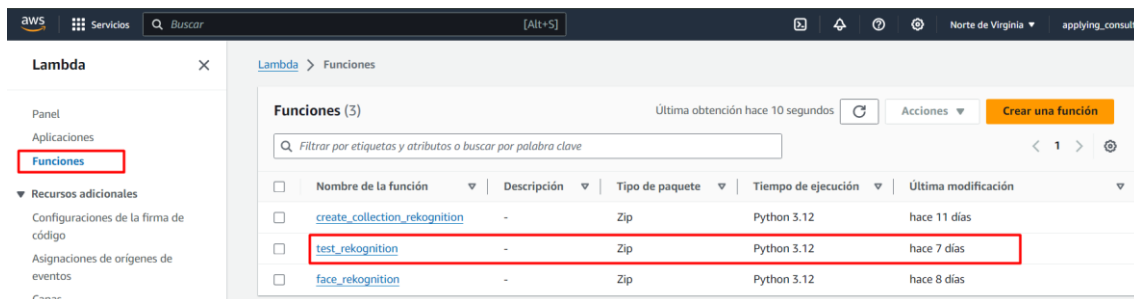 aws Servicios Buscar [Alt+S] Norte de Virginia ▼ applying_consult
Lambda
Panel
Aplicaciones
Funciones
▼ Recursos adicionales
Configuraciones de la firma de
código
Asignaciones de orígenes de
eventos
Capas
Lambda > Funciones
Funciones (3) Última obtención hace 10 segundos Acciones ▼ Crear una función
Filtrar por etiquetas y atributos o buscar por palabra clave < 1 >
Nombre de la función Descripción Tipo de paquete Tiempo de ejecución Última modificación
create_collection_rekognition - Zip Python 3.12 hace 11 días
test_rekognition - Zip Python 3.12 hace 7 días
face_rekognition - Zip Python 3.12 hace 8 días